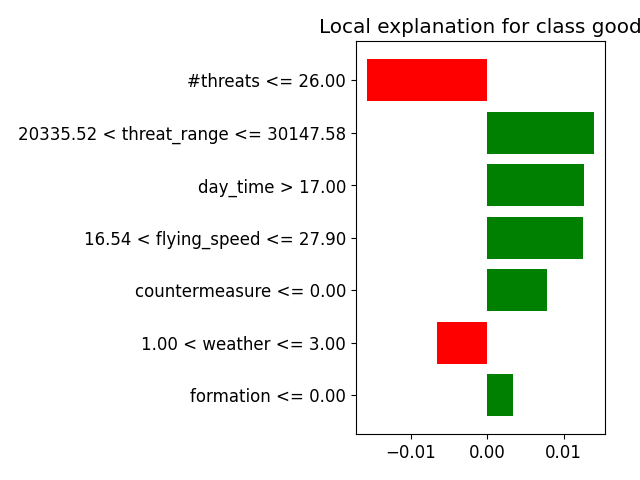 Local explanation for class good
#threats <= 26.00
20335.52 < threat_range <= 30147.58
day_time > 17.00
16.54 < flying_speed <= 27.90
countermeasure <= 0.00
1.00 < weather <= 3.00
formation <= 0.00
−0.01 0.00 0.01